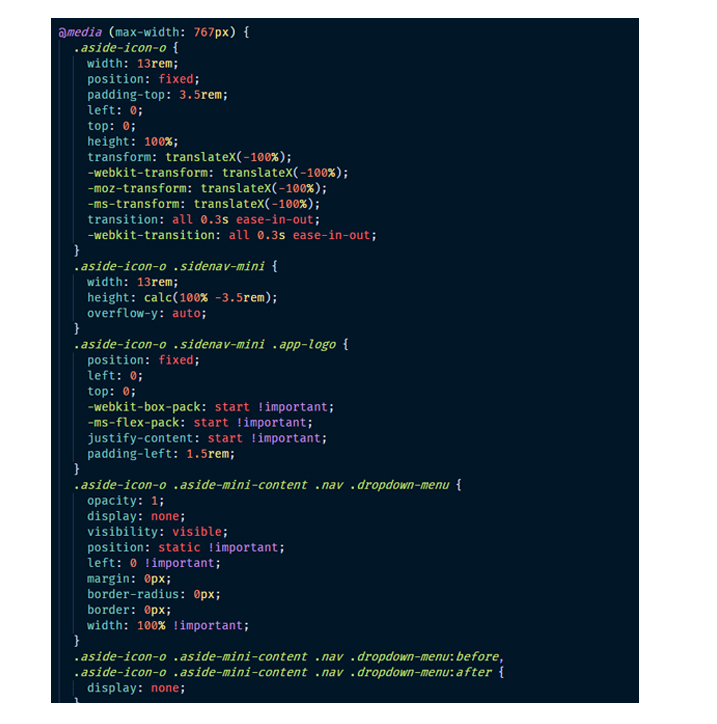 @media (max-width: 767px) {
.aside-icon-o {
width: 13rem;
position: fixed;
padding-top: 3.5rem;
left: 0;
top: 0;
height: 100%;
transform: translateX(-100%);
-webkit-transform: translateX(-100%);
-moz-transform: translateX(-100%);
-ms-transform: translateX(-100%);
transition: all 0.3s ease-in-out;
-webkit-transition: all 0.3s ease-in-out;
}
.aside-icon-o .sidenav-mini {
width: 13rem;
height: calc(100% -3.5rem);
overflow-y: auto;
}
.aside-icon-o .sidenav-mini .app-logo {
position: fixed;
left: 0;
top: 0;
-webkit-box-pack: start !important;
-ms-flex-pack: start !important;
justify-content: start !important;
padding-left: 1.5rem;
}
.aside-icon-o .aside-mini-content .nav .dropdown-menu {
opacity: 1;
display: none;
visibility: visible;
position: static !important;
left: 0 !important;
margin: 0px;
border-radius: 0px;
border: 0px;
width: 100% !important;
}
.aside-icon-o .aside-mini-content .nav .dropdown-menu:before,
.aside-icon-o .aside-mini-content .nav .dropdown-menu:after {
display: none;
}